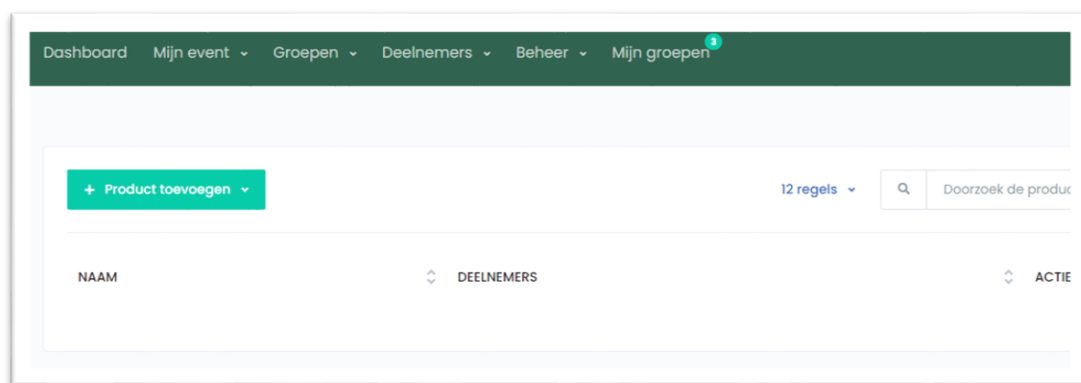 Dashboard Mijn event Groepen Deelnemers Beheer Mijn groepen 3
+ Product toevoegen 12 regels Doorzoek de produc
NAAM DEELNEMERS ACTIE